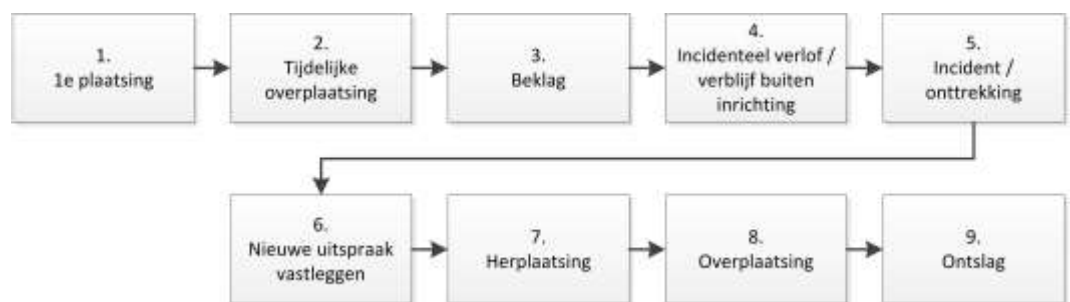 1.
1e plaatsing
2.
Tijdelijke
overplaatsing
3.
Beklag
4.
Incidenteel verlof /
verblijf buiten
inrichting
5.
Incident /
onttrekking
6.
Nieuwe uitspraak
vastleggen
7.
Herplaatsing
8.
Overplaatsing
9.
Ontslag